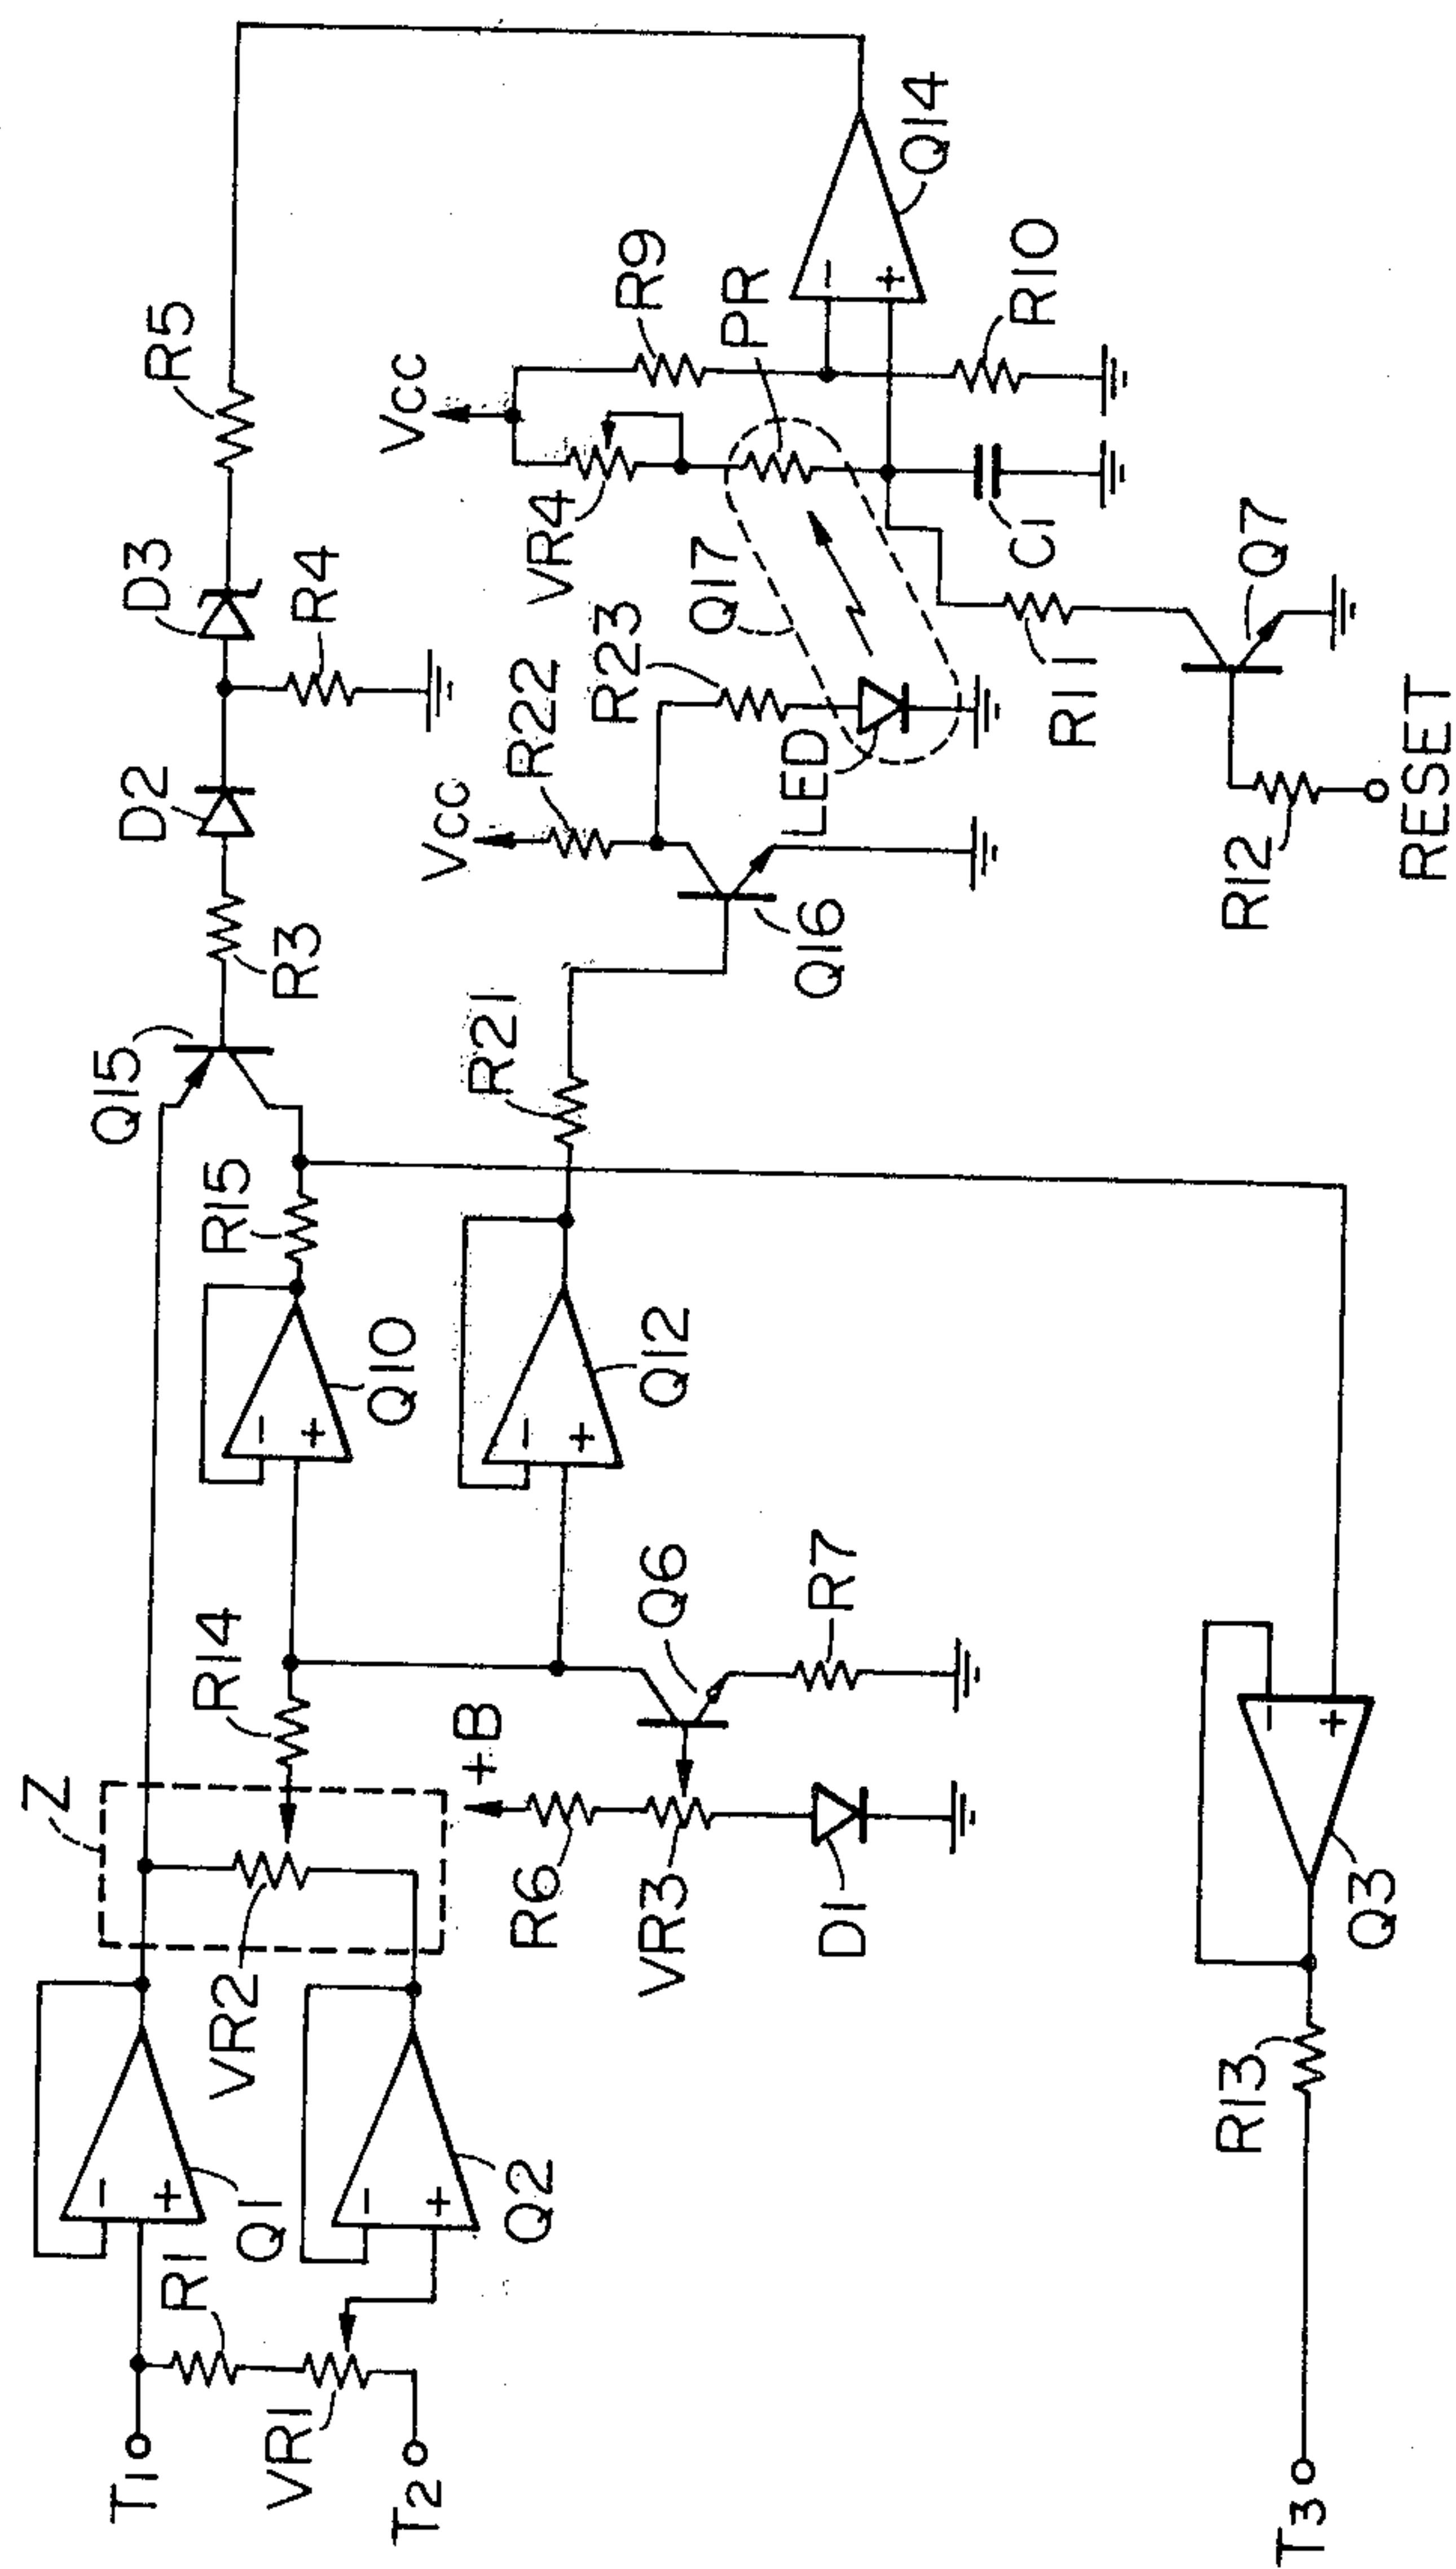 Z
Q15
D2
D3
R5
T1
R1
−
+
Q1
VR2
R14
R15
R3
R4
VR1
−
+
Q10
T2
−
+
Q2
Vcc
Vcc
+B
R6
R21
R22
VR4
−
+
Q12
R23
R9
VR3
Q6
Q17
PR
D1
R7
Q16
LED
−
+
Q14
C1
R10
R11
R13
−
+
Q3
R12
Q7
T3
RESET